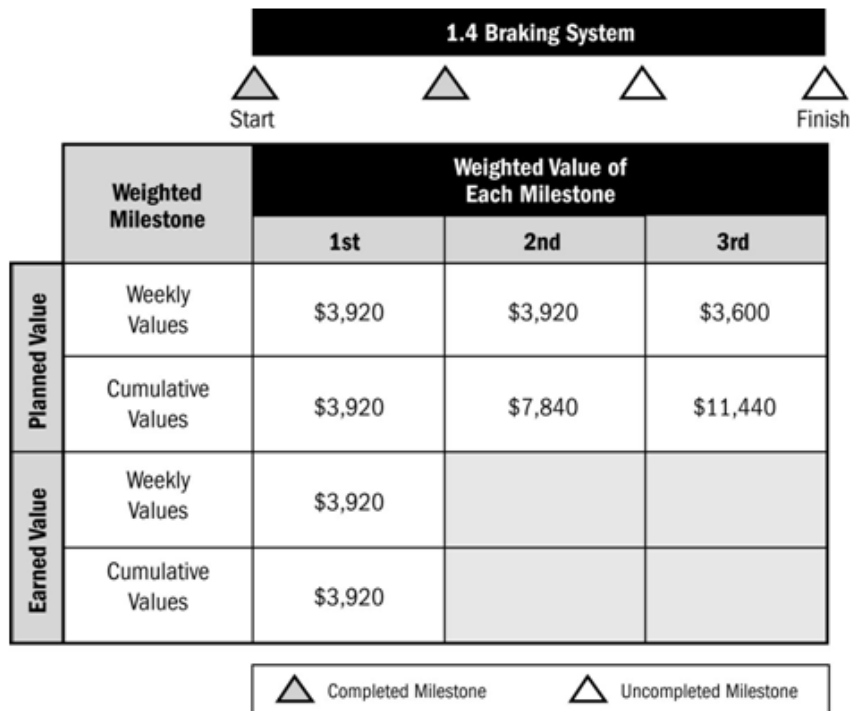 1.4 Braking System
Start
Finish
Weighted
Milestone
Weighted Value of
Each Milestone
1st
2nd
3rd
Planned Value
Weekly
Values
$3,920
$3,920
$3,600
Cumulative
Values
$3,920
$7,840
$11,440
Earned Value
Weekly
Values
$3,920
Cumulative
Values
$3,920
Completed Milestone
Uncompleted Milestone